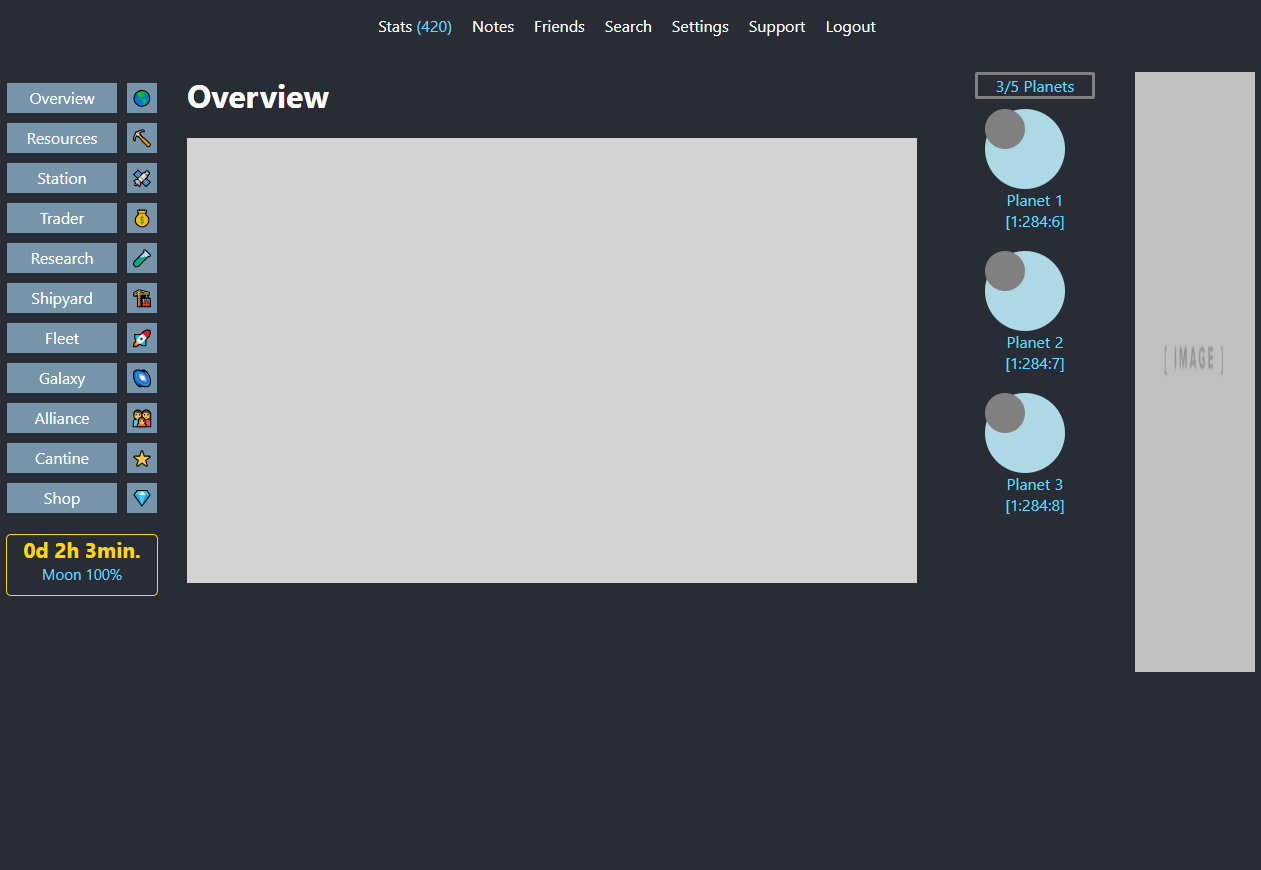 Stats (420) Notes Friends Search Settings Support Logout
Overview
Resources
Station
Trader
Research
Shipyard
Fleet
Galaxy
Alliance
Cantine
Shop
0d 2h 3min.
Moon 100%
Overview
3/5 Planets
Planet 1
[1:284:6]
Planet 2
[1:284:7]
Planet 3
[1:284:8]
[ IMAGE ]